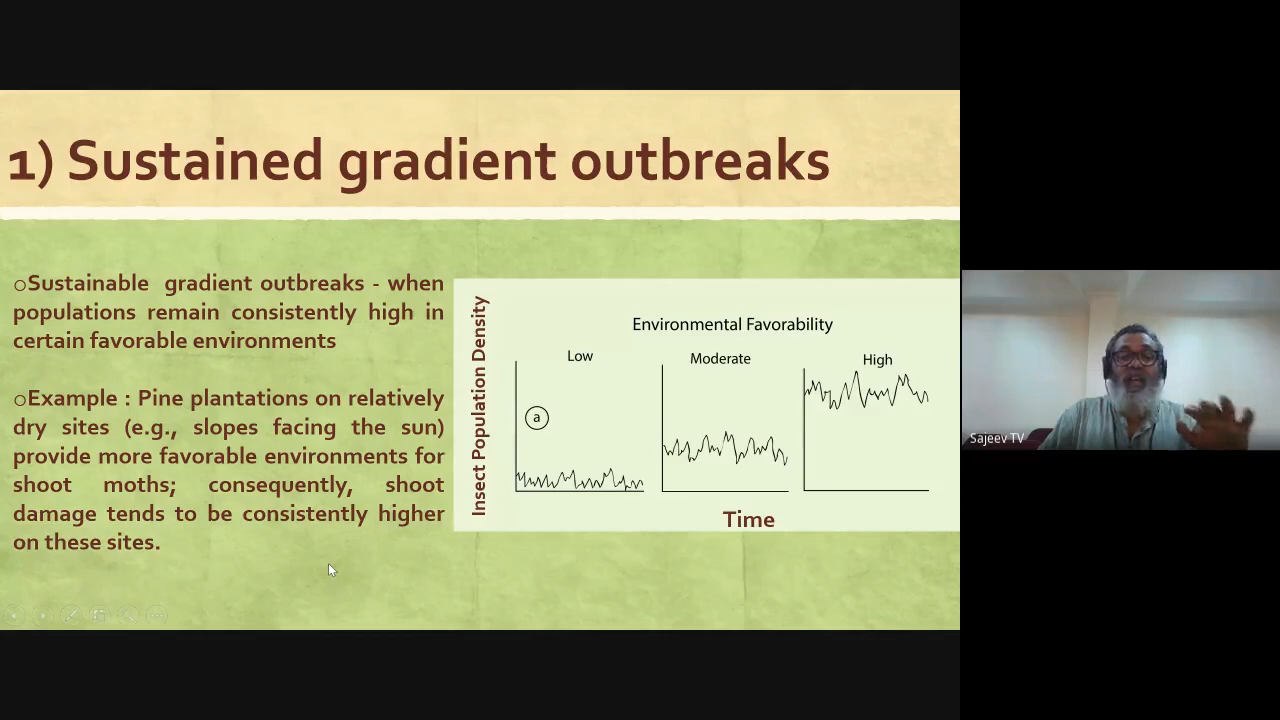 1) Sustained gradient outbreaks
oSustainable gradient outbreaks - when
populations remain consistently high in
certain favorable environments
oExample : Pine plantations on relatively
dry sites (e.g., slopes facing the sun)
provide more favorable environments for
shoot moths; consequently, shoot
damage tends to be consistently higher
on these sites.
Insect Population Density
Environmental Favorability
Low
Moderate
High
a
Time
Sajeev TV